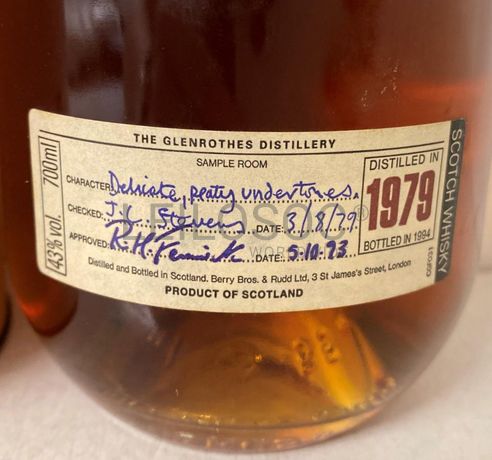 THE GLENROTHES DISTILLERY
SAMPLE ROOM
CHARACTER: Delicate, peaty undertones.
CHECKED: J.L. Stevens DATE: 3/8/79
APPROVED: R.H. Fenwick DATE: 5.10.93
Distilled and Bottled in Scotland. Berry Bros. & Rudd Ltd, 3 St James's Street, London
PRODUCT OF SCOTLAND
43% vol. 700ml
DISTILLED IN
1979
BOTTLED IN 1994
SCOTCH WHISKY